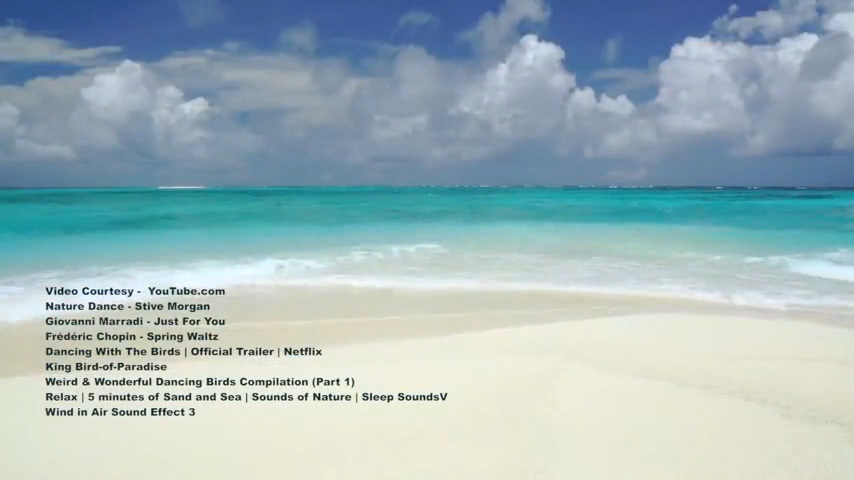 Video Courtesy -  YouTube.com
Nature Dance - Stive Morgan
Giovanni Marradi - Just For You
Frédéric Chopin - Spring Waltz
Dancing With The Birds | Official Trailer | Netflix
King Bird-of-Paradise
Weird & Wonderful Dancing Birds Compilation (Part 1)
Relax | 5 minutes of Sand and Sea | Sounds of Nature | Sleep SoundsV
Wind in Air Sound Effect 3